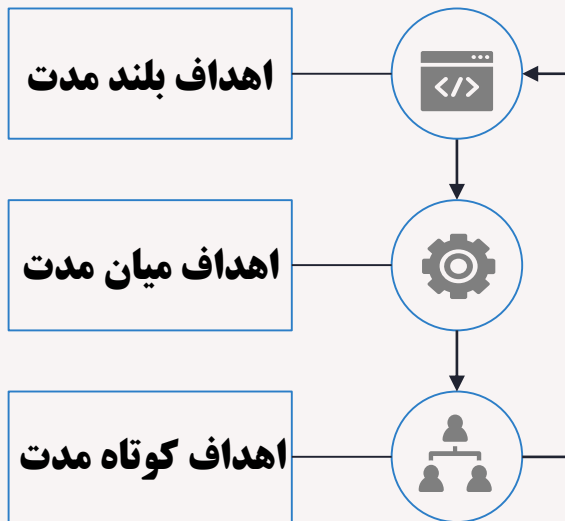 اهداف بلند مدت
</>
اهداف میان مدت
اهداف کوتاه مدت